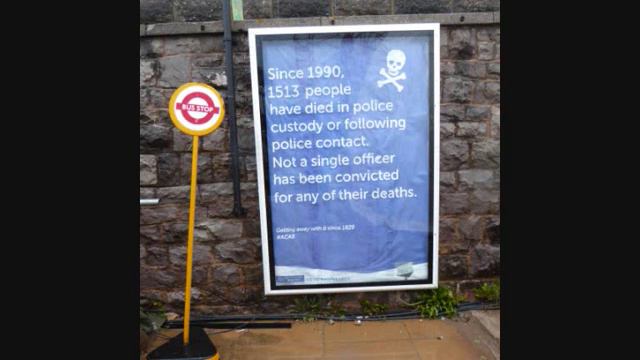 BUS STOP
Since 1990,
1513 people
have died in police
custody or following
police contact.
Not a single officer
has been convicted
for any of their deaths.
Getting away with it since 1829
#ACAB